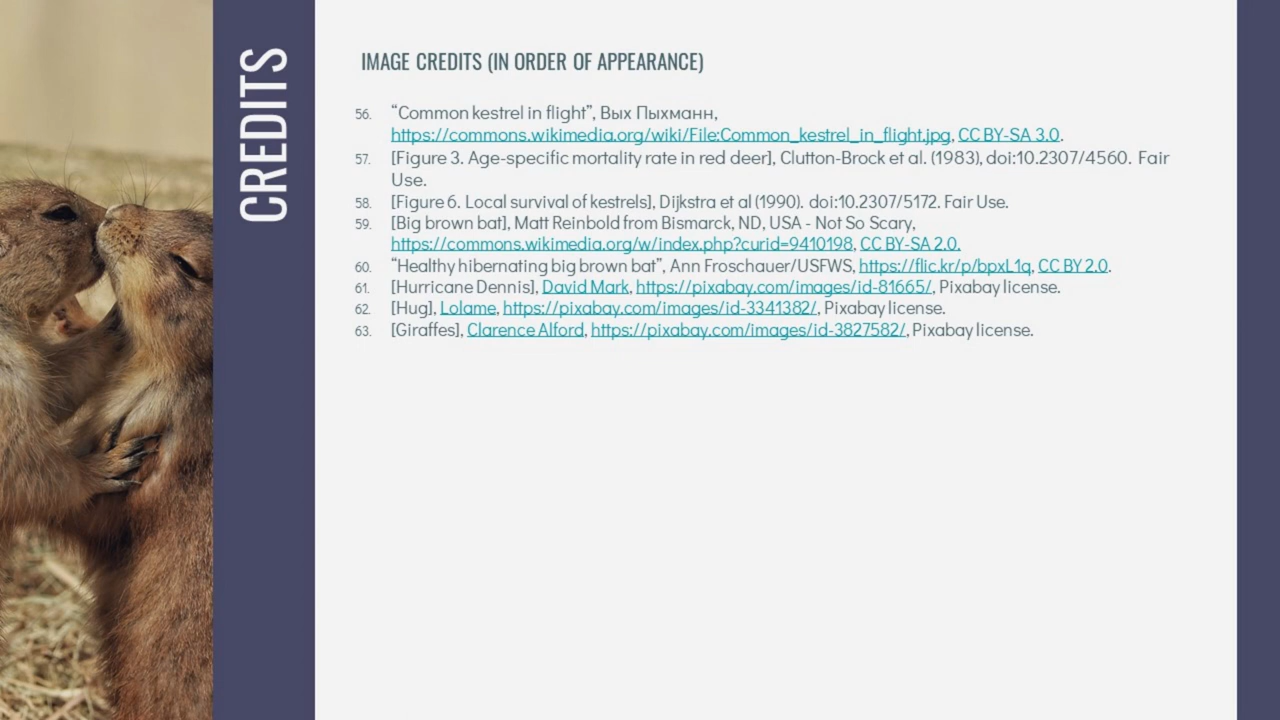 CREDITS
IMAGE CREDITS (IN ORDER OF APPEARANCE)
56. “Common kestrel in flight”, Вых Пыхманн,
https://commons.wikimedia.org/wiki/File:Common_kestrel_in_flight.jpg, CC BY-SA 3.0.
57. [Figure 3. Age-specific mortality rate in red deer], Clutton-Brock et al. (1983), doi:10.2307/4560. Fair
Use.
58. [Figure 6. Local survival of kestrels], Dijkstra et al (1990). doi:10.2307/5172. Fair Use.
59. [Big brown bat], Matt Reinbold from Bismarck, ND, USA - Not So Scary,
https://commons.wikimedia.org/w/index.php?curid=9410198, CC BY-SA 2.0.
60. “Healthy hibernating big brown bat”, Ann Froschauer/USFWS, https://flic.kr/p/bpxL1q, CC BY 2.0.
61. [Hurricane Dennis], David Mark, https://pixabay.com/images/id-81665/, Pixabay license.
62. [Hug], Lolame, https://pixabay.com/images/id-3341382/, Pixabay license.
63. [Giraffes], Clarence Alford, https://pixabay.com/images/id-3827582/, Pixabay license.